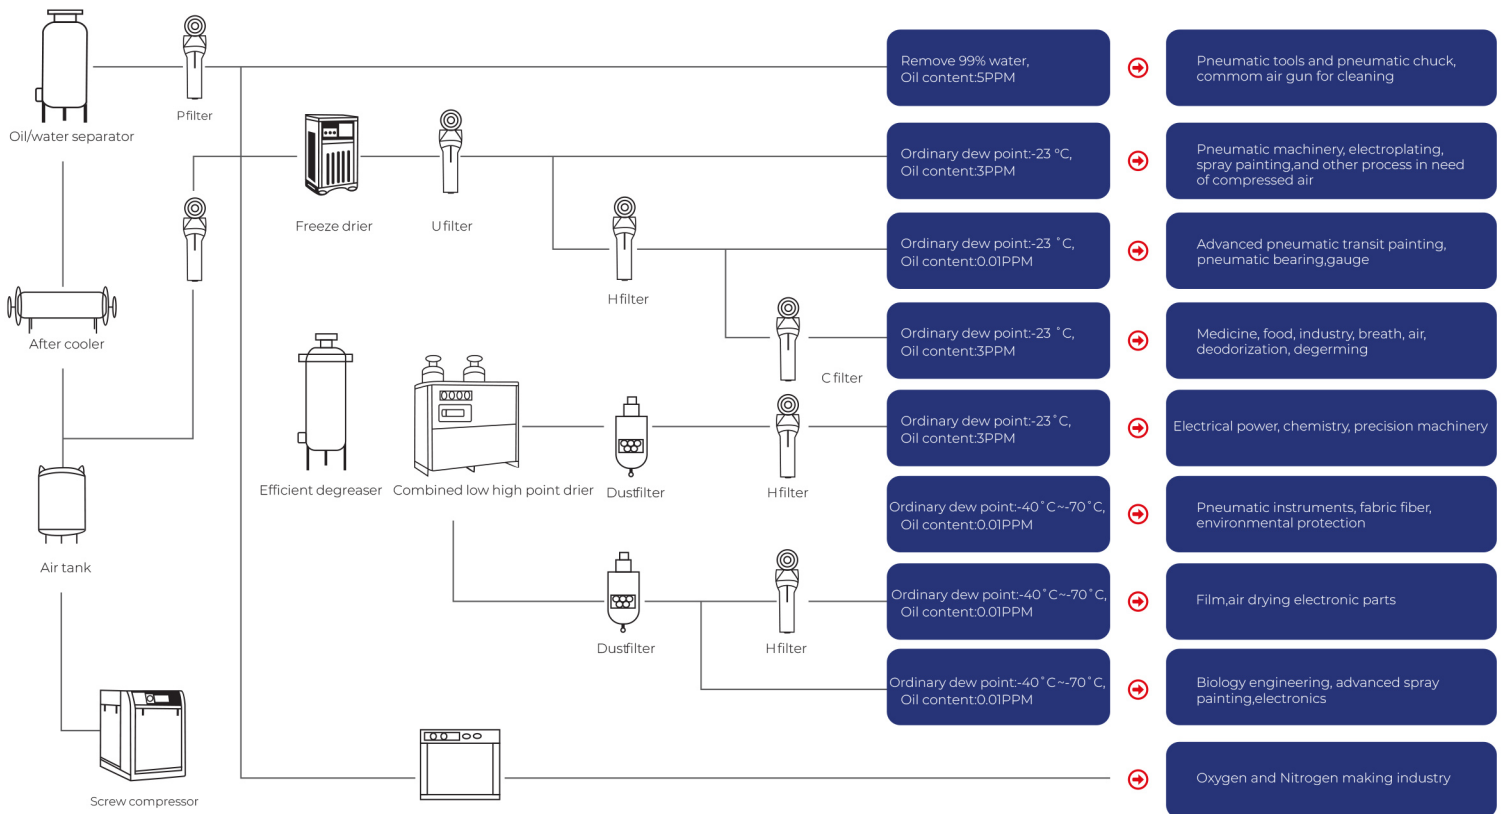 Remove 99% water,
Oil content:5PPM
Pneumatic tools and pneumatic chuck,
commom air gun for cleaning
P filter
Oil/water separator
Ordinary dew point:-23 °C,
Oil content:3PPM
Pneumatic machinery, electroplating,
spray painting,and other process in need
of compressed air
Freeze drier
U filter
Ordinary dew point:-23 ˚C,
Oil content:0.01PPM
Advanced pneumatic transit painting,
pneumatic bearing,gauge
H filter
After cooler
Ordinary dew point:-23 ˚C,
Oil content:3PPM
Medicine, food, industry, breath, air,
deodorization, degerming
C filter
Ordinary dew point:-23˚C,
Oil content:3PPM
Electrical power, chemistry, precision machinery
Efficient degreaser
Combined low high point drier
Dustfilter
H filter
Ordinary dew point:-40˚C~-70˚C,
Oil content:0.01PPM
Pneumatic instruments, fabric fiber,
environmental protection
Air tank
Ordinary dew point:-40˚C~-70˚C,
Oil content:0.01PPM
Film,air drying electronic parts
Dustfilter
H filter
Ordinary dew point:-40˚C~-70˚C,
Oil content:0.01PPM
Biology engineering, advanced spray
painting,electronics
Oxygen and Nitrogen making industry
Screw compressor